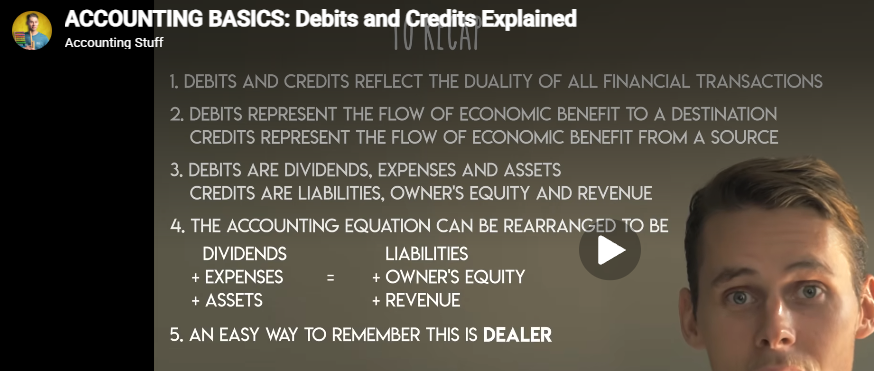 ACCOUNTING BASICS: Debits and Credits Explained
Accounting Stuff
TO RECAP
1. DEBITS AND CREDITS REFLECT THE DUALITY OF ALL FINANCIAL TRANSACTIONS
2. DEBITS REPRESENT THE FLOW OF ECONOMIC BENEFIT TO A DESTINATION
CREDITS REPRESENT THE FLOW OF ECONOMIC BENEFIT FROM A SOURCE
3. DEBITS ARE DIVIDENDS, EXPENSES AND ASSETS
CREDITS ARE LIABILITIES, OWNER'S EQUITY AND REVENUE
4. THE ACCOUNTING EQUATION CAN BE REARRANGED TO BE
DIVIDENDS LIABILITIES
+ EXPENSES = + OWNER'S EQUITY
+ ASSETS + REVENUE
5. AN EASY WAY TO REMEMBER THIS IS DEALER